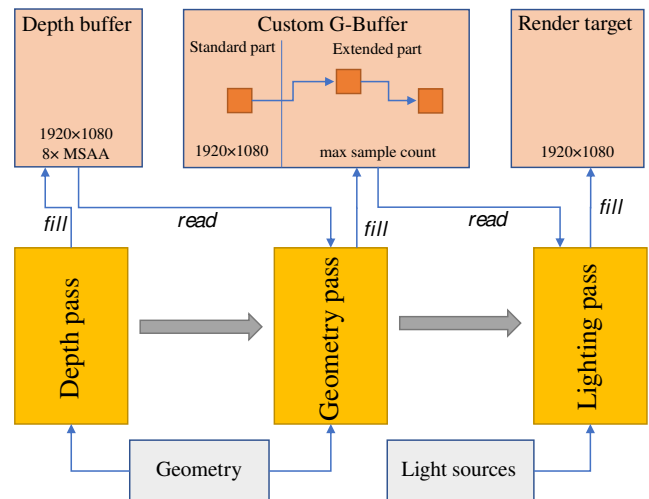 Depth buffer
1920×1080
8× MSAA
Custom G-Buffer
Standard part
Extended part
1920×1080
max sample count
Render target
1920×1080
fill
read
fill
read
fill
Depth pass
Geometry pass
Lighting pass
Geometry
Light sources